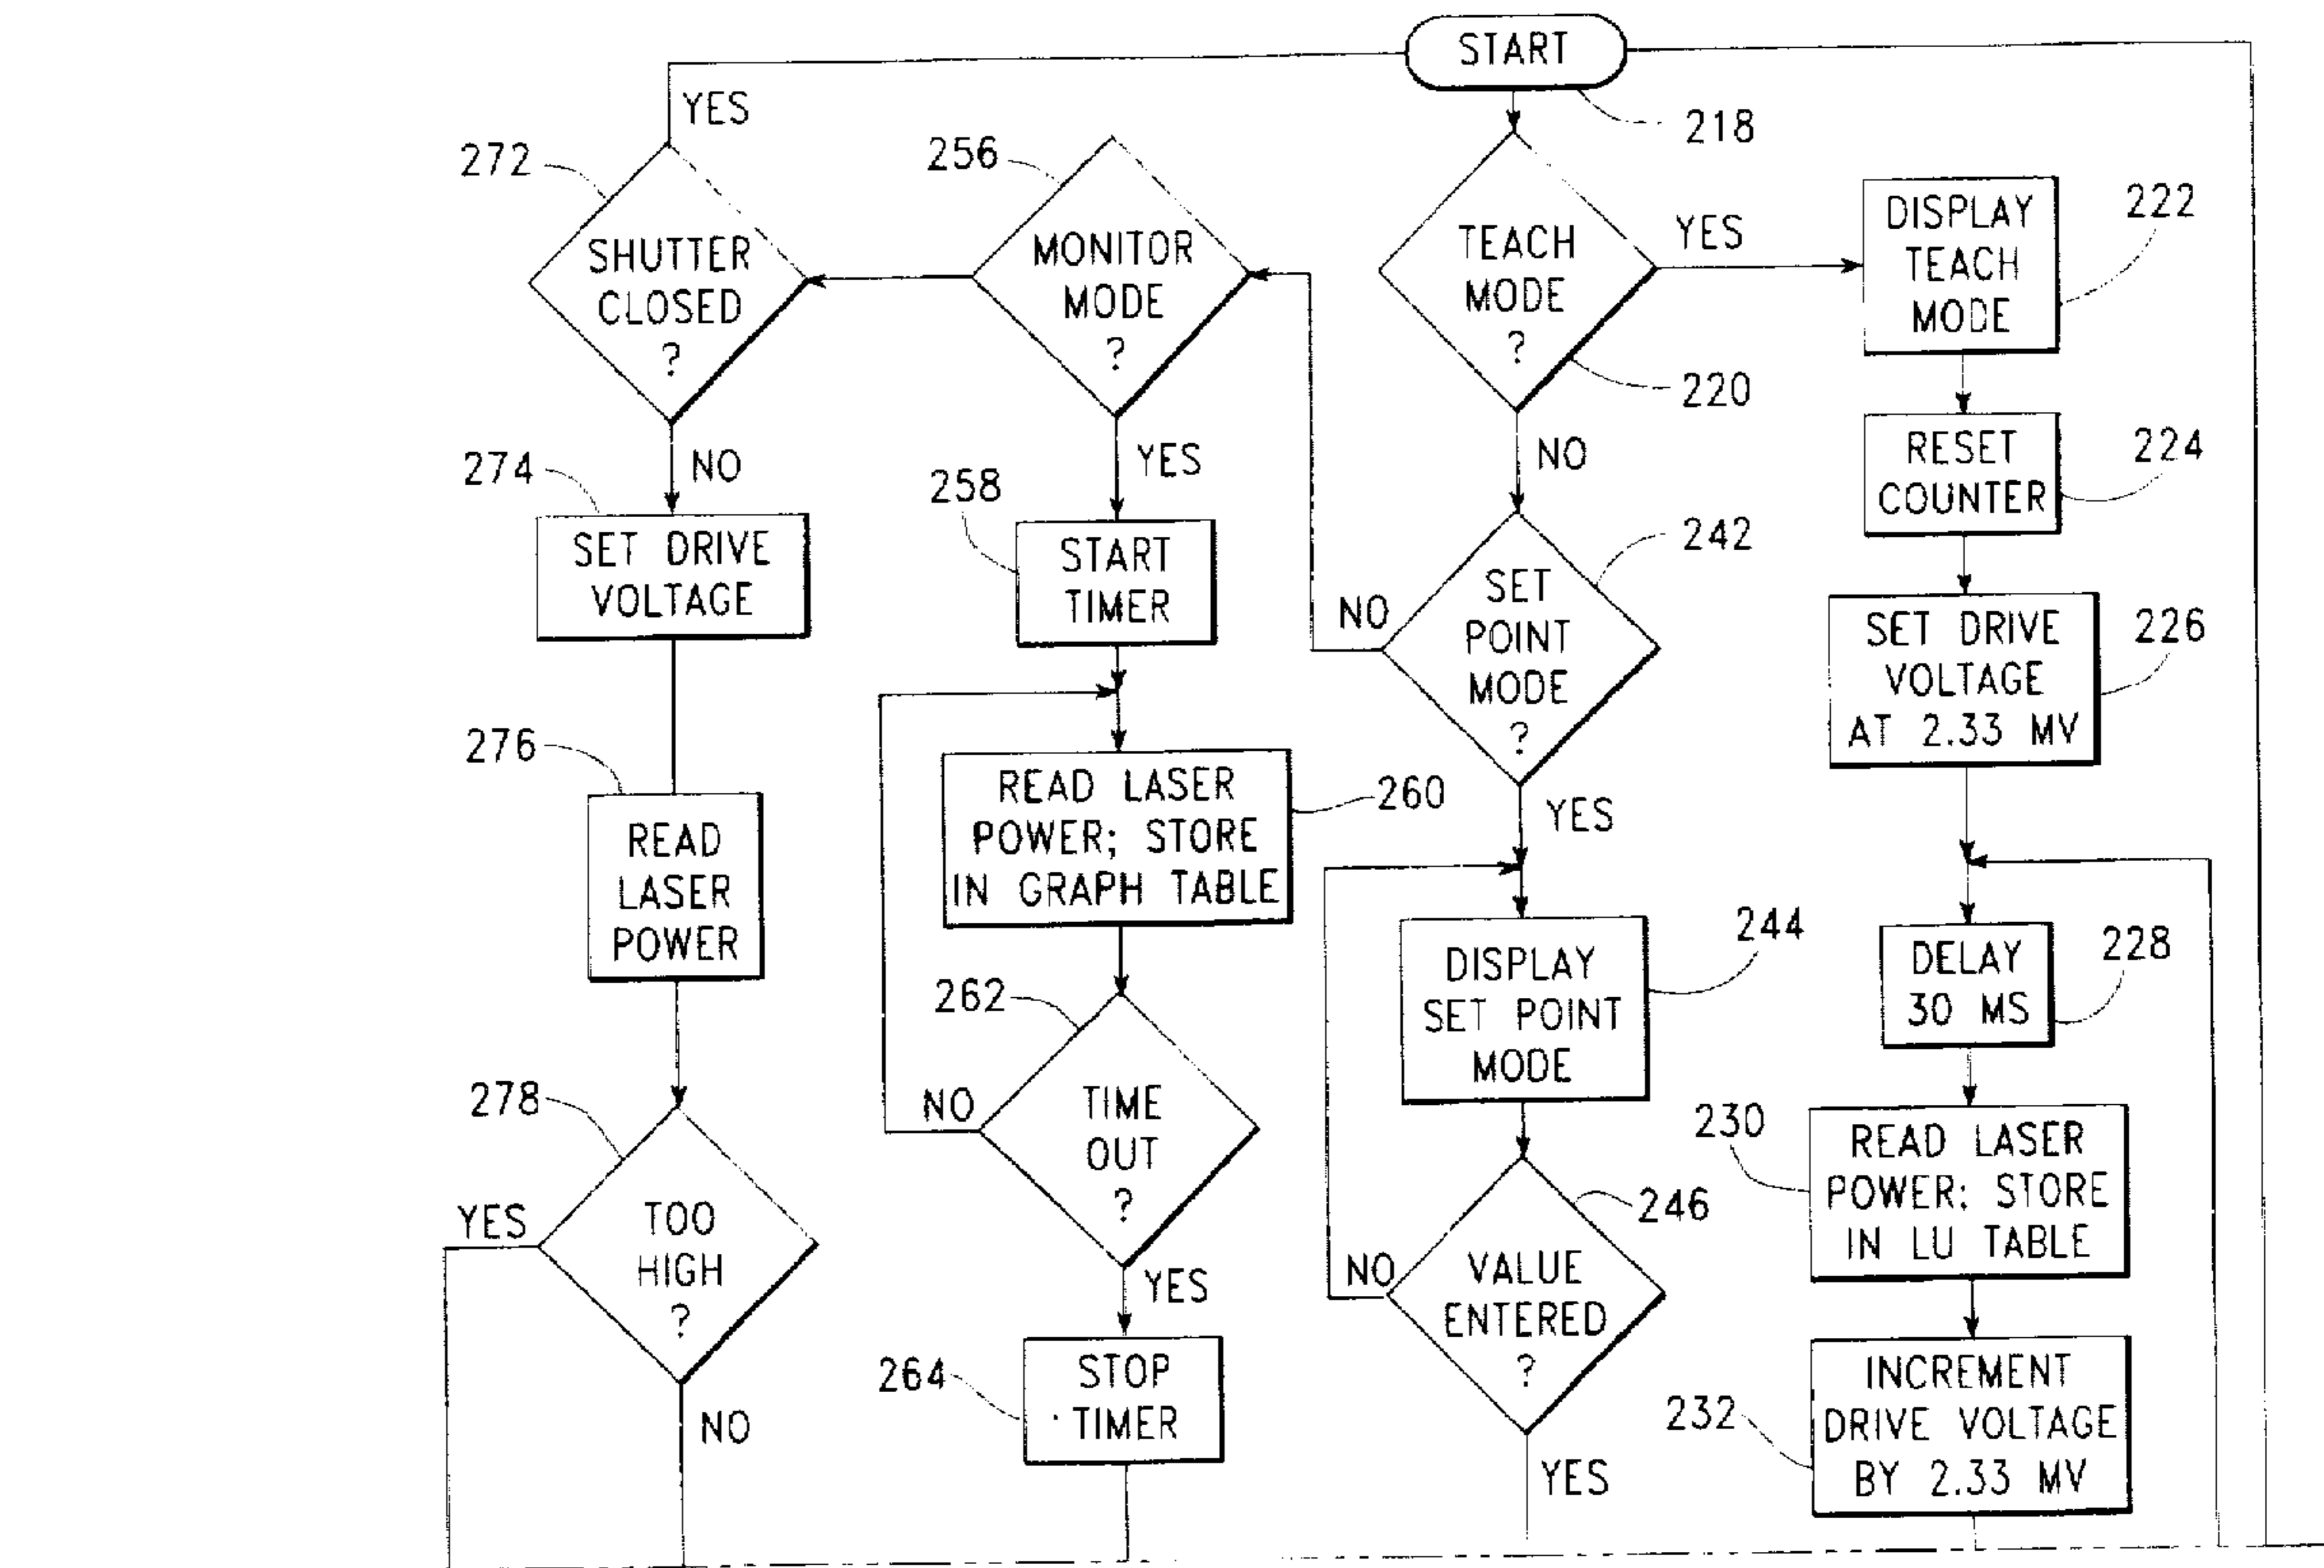 START
218
YES
272
SHUTTER
CLOSED
?
NO
256
MONITOR
MODE
?
YES
TEACH
MODE
?
220
YES
NO
DISPLAY
TEACH
MODE
222
RESET
COUNTER
224
SET DRIVE
VOLTAGE
AT 2.33 MV
226
274
SET DRIVE
VOLTAGE
258
START
TIMER
242
SET
POINT
MODE
?
NO
YES
276
READ
LASER
POWER
READ LASER
POWER; STORE
IN GRAPH TABLE
260
DISPLAY
SET POINT
MODE
244
DELAY
30 MS
228
278
TOO
HIGH
?
YES
NO
262
TIME
OUT
?
NO
YES
246
VALUE
ENTERED
?
NO
YES
230
READ LASER
POWER: STORE
IN LU TABLE
264
STOP
TIMER
232
INCREMENT
DRIVE VOLTAGE
BY 2.33 MV